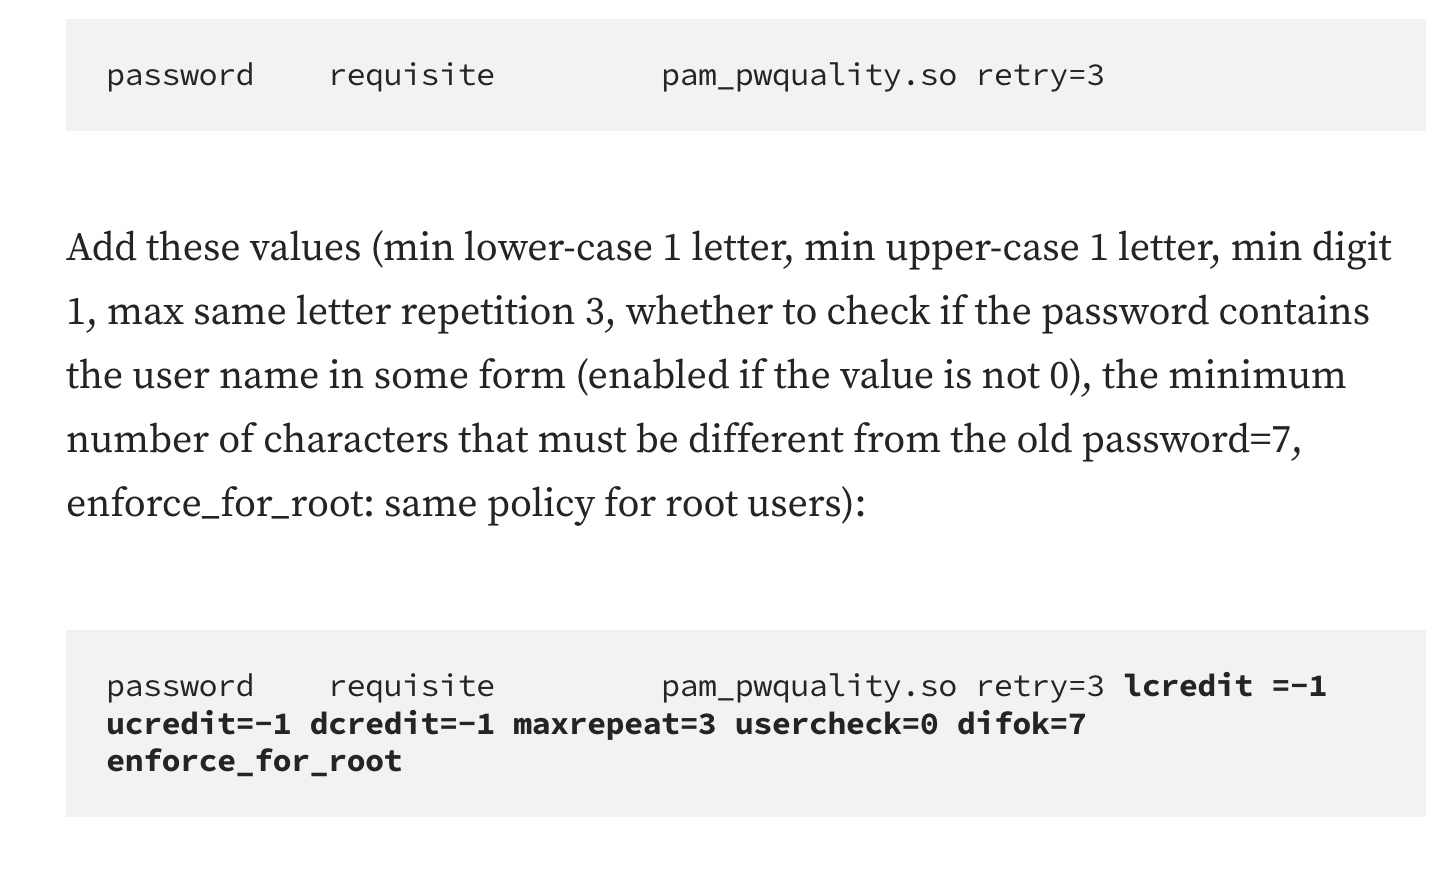 password    requisite         pam_pwquality.so retry=3
Add these values (min lower-case 1 letter, min upper-case 1 letter, min digit
1, max same letter repetition 3, whether to check if the password contains
the user name in some form (enabled if the value is not 0), the minimum
number of characters that must be different from the old password=7,
enforce_for_root: same policy for root users):
password    requisite         pam_pwquality.so retry=3 lcredit =-1
ucredit=-1 dcredit=-1 maxrepeat=3 usercheck=0 difok=7
enforce_for_root